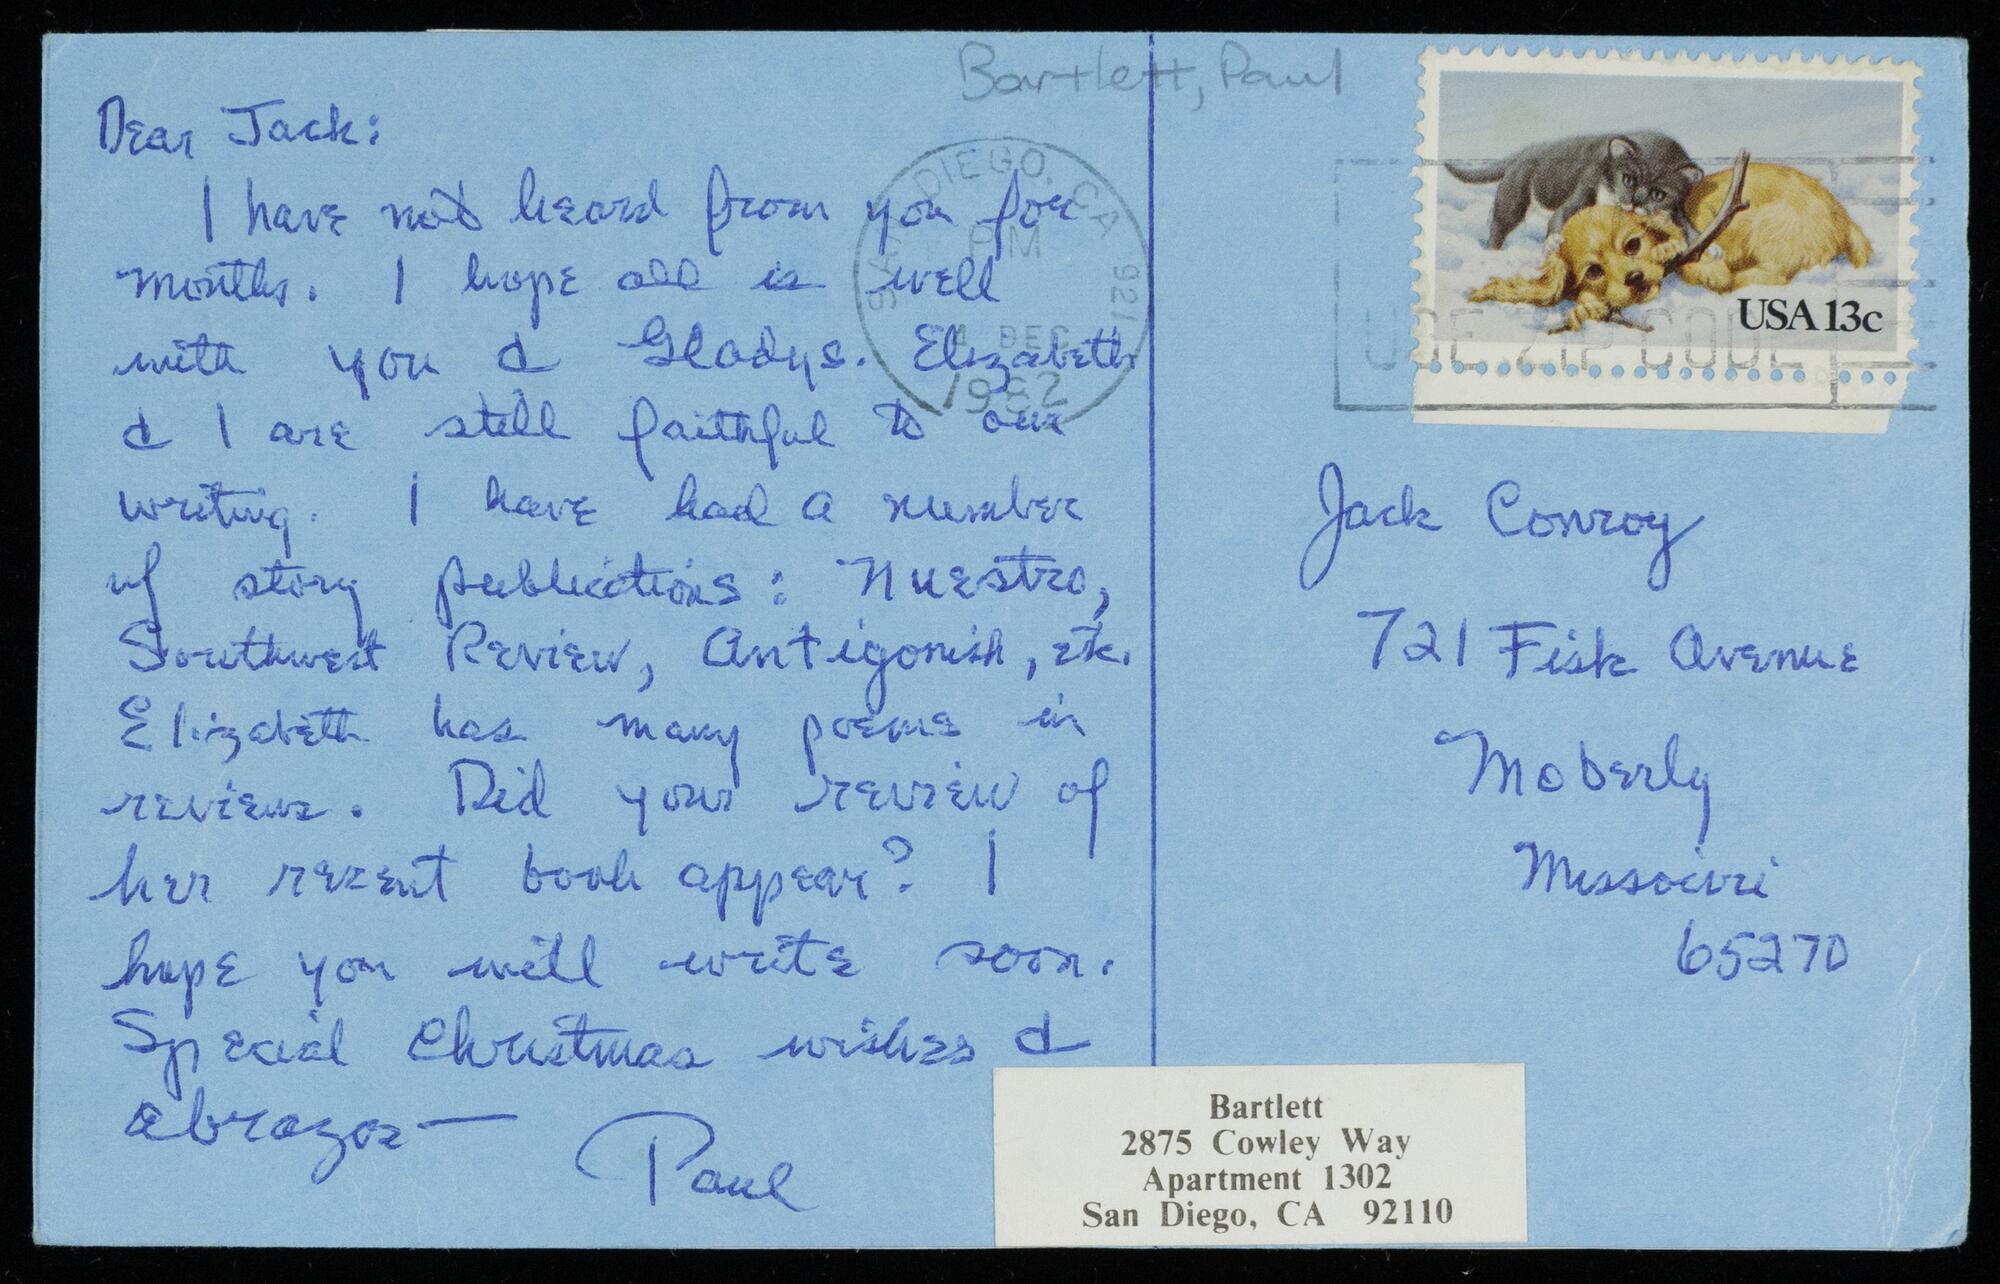 Bartlett, Paul
Dear Jack:
I have not heard from you for
months. I hope all is well
with you & Gladys. Elizabeth
& I are still faithful to our
writing. I have had a number
of story publications: Nuestro,
Southwest Review, Antigonish, etc.
Elizabeth has many poems in
reviews. Did your review of
her recent book appear? I
hope you will write soon.
Special Christmas wishes &
abrazos—
Paul
SAN DIEGO, CA 921
PM
DEC
1982
USA 13c
USE ZIP CODE
Jack Conroy
721 Fisk Avenue
Moberly
Missouri
65270
Bartlett
2875 Cowley Way
Apartment 1302
San Diego, CA 92110